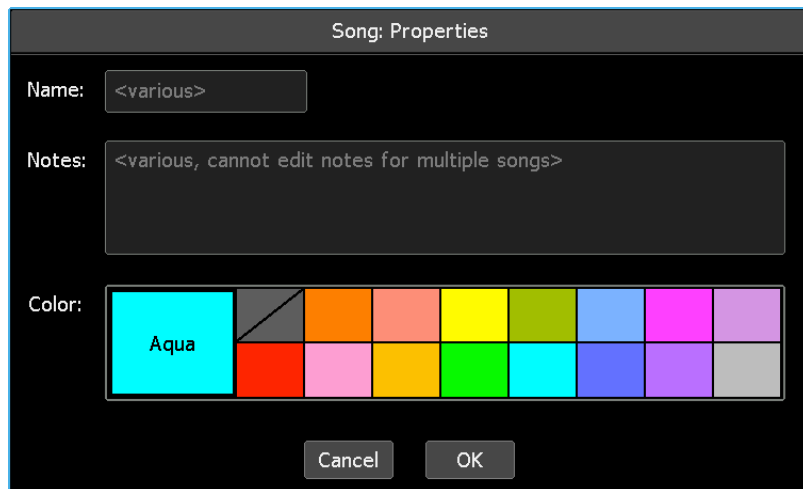 Song: Properties
Name: <various>
Notes: <various, cannot edit notes for multiple songs>
Color:
Aqua
Cancel OK